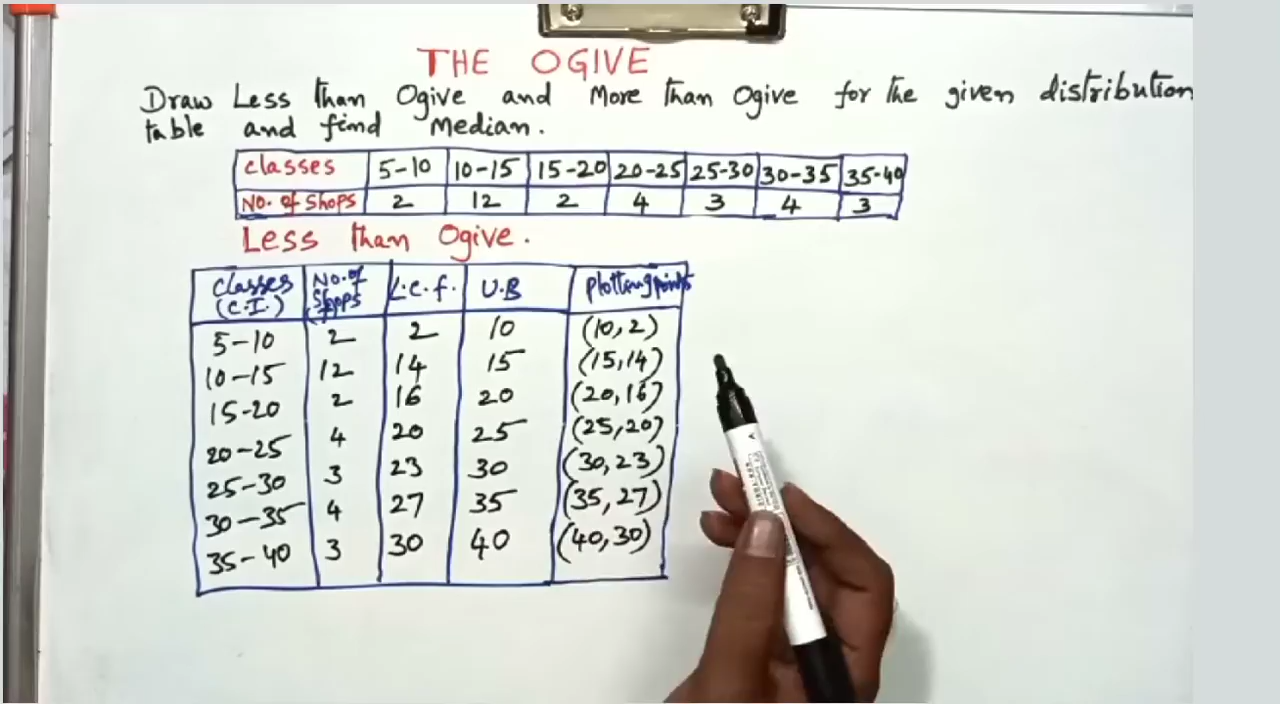 THE OGIVE
Draw Less than Ogive and More than Ogive for the given distribution
table and find Median.
Classes 5-10 10-15 15-20 20-25 25-30 30-35 35-40
No. of Shops 2 12 2 4 3 4 3
Less than Ogive.
Classes (C.I.) No. of Shops L.c.f. U.B Plotting points
5-10 2 2 10 (10,2)
10-15 12 14 15 (15,14)
15-20 2 16 20 (20,16)
20-25 4 20 25 (25,20)
25-30 3 23 30 (30,23)
30-35 4 27 35 (35,27)
35-40 3 30 40 (40,30)